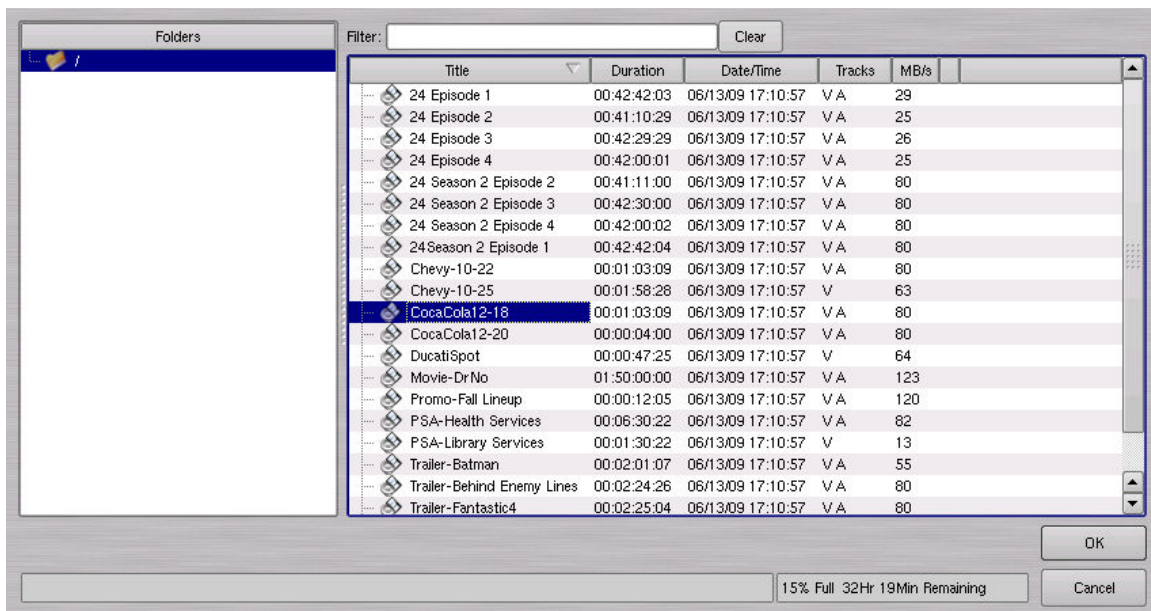 Folders
/
Filter: Clear
Title Duration Date/Time Tracks MB/s
24 Episode 1 00:42:42:03 06/13/09 17:10:57 V A 29
24 Episode 2 00:41:10:29 06/13/09 17:10:57 V A 25
24 Episode 3 00:42:29:29 06/13/09 17:10:57 V A 26
24 Episode 4 00:42:00:01 06/13/09 17:10:57 V A 25
24 Season 2 Episode 2 00:41:11:00 06/13/09 17:10:57 V A 80
24 Season 2 Episode 3 00:42:30:00 06/13/09 17:10:57 V A 80
24 Season 2 Episode 4 00:42:00:02 06/13/09 17:10:57 V A 80
24Season 2 Episode 1 00:42:42:04 06/13/09 17:10:57 V A 80
Chevy-10-22 00:01:03:09 06/13/09 17:10:57 V A 80
Chevy-10-25 00:01:58:28 06/13/09 17:10:57 V 63
CocaCola12-18 00:01:03:09 06/13/09 17:10:57 V A 80
CocaCola12-20 00:00:04:00 06/13/09 17:10:57 V A 80
DucatiSpot 00:00:47:25 06/13/09 17:10:57 V 64
Movie-DrNo 01:50:00:00 06/13/09 17:10:57 V A 123
Promo-Fall Lineup 00:00:12:05 06/13/09 17:10:57 V A 120
PSA-Health Services 00:06:30:22 06/13/09 17:10:57 V A 82
PSA-Library Services 00:01:30:22 06/13/09 17:10:57 V 13
Trailer-Batman 00:02:01:07 06/13/09 17:10:57 V A 55
Trailer-Behind Enemy Lines 00:02:24:26 06/13/09 17:10:57 V A 80
Trailer-Fantastic4 00:02:25:04 06/13/09 17:10:57 V A 80
OK
15% Full 32Hr 19Min Remaining
Cancel